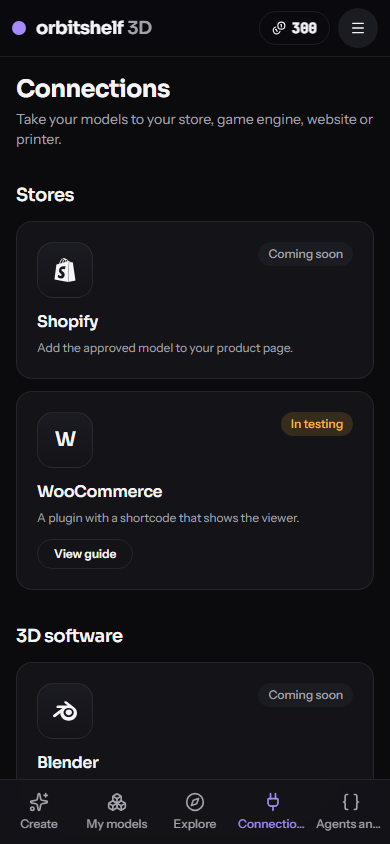 orbitshelf 3D
300
Connections
Take your models to your store, game engine, website or
printer.
Stores
Coming soon
Shopify
Add the approved model to your product page.
W
In testing
WooCommerce
A plugin with a shortcode that shows the viewer.
View guide
3D software
Coming soon
Blender
Create
My models
Explore
Connectio...
Agents an...